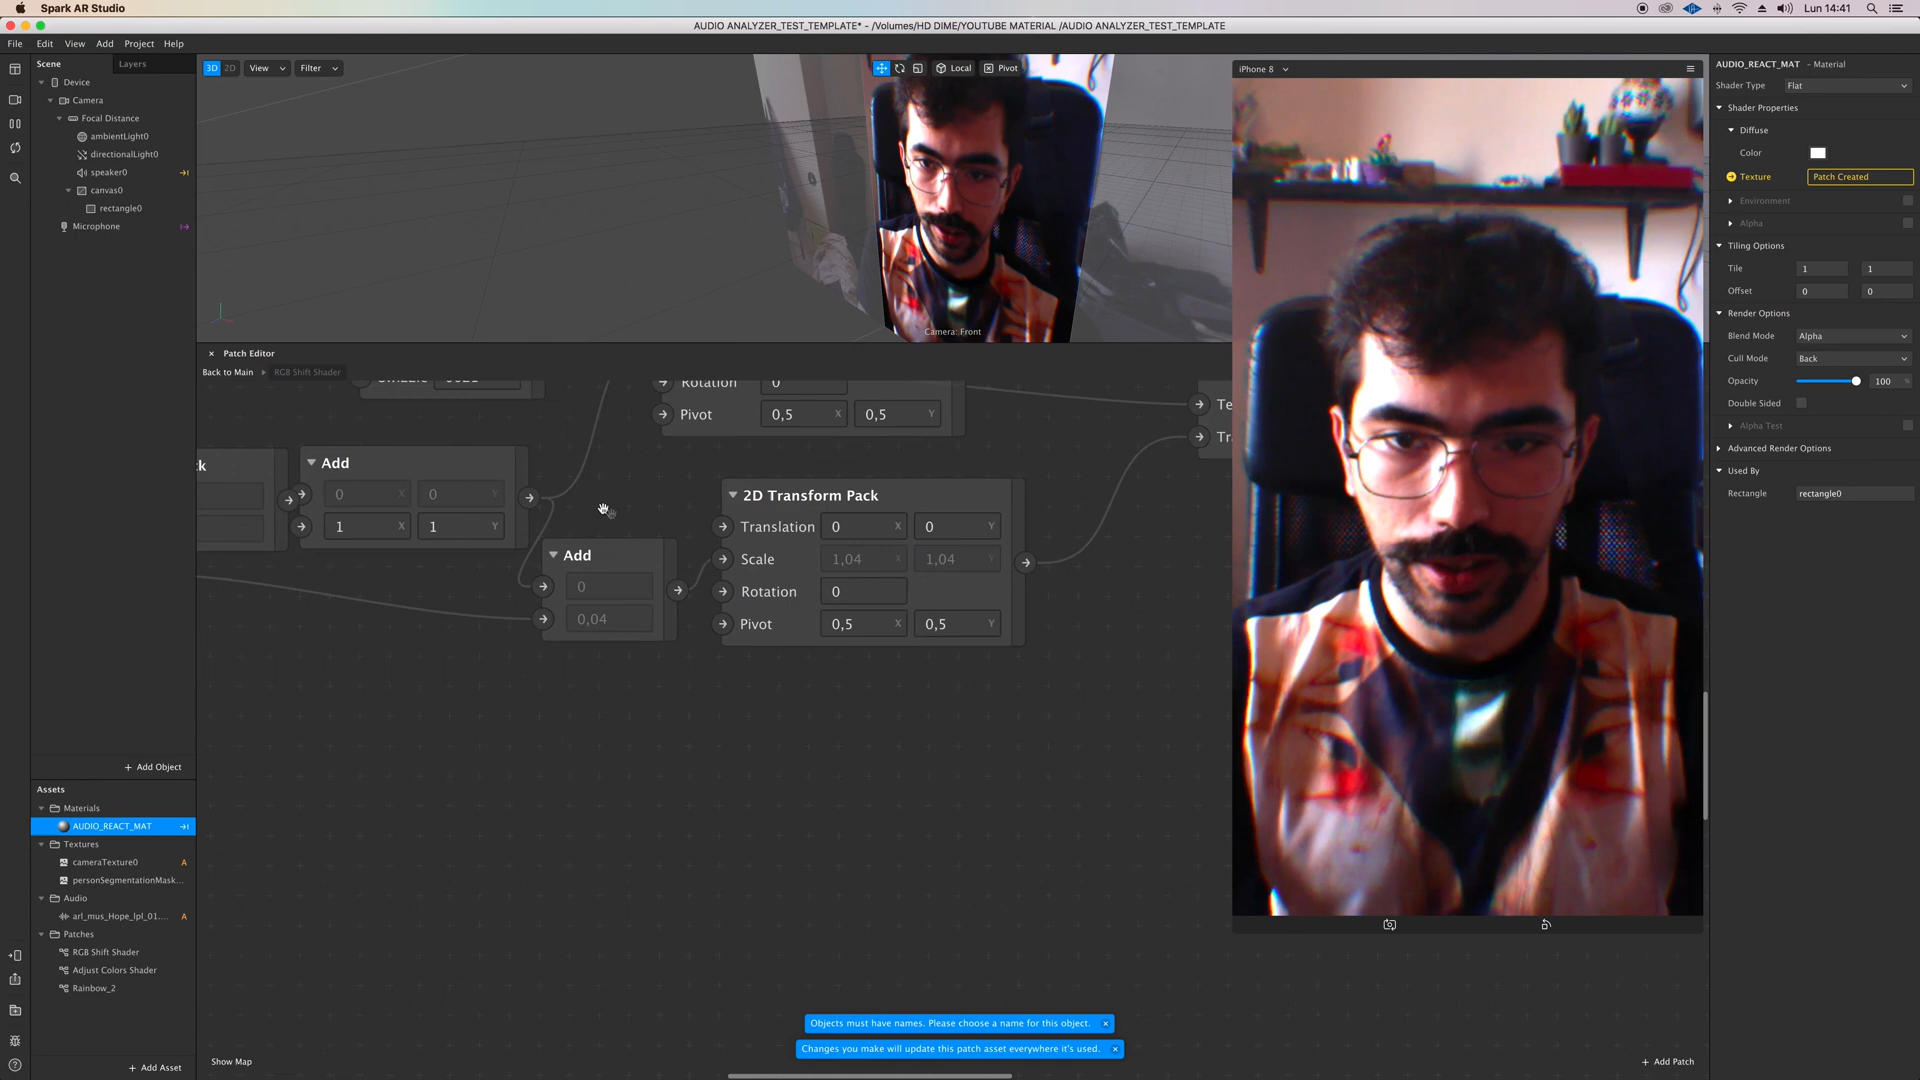 Spark AR Studio
Lun 14:41
AUDIO ANALYZER_TEST_TEMPLATE* - /Volumes/HD DIME/YOUTUBE MATERIAL /AUDIO ANALYZER_TEST_TEMPLATE
File Edit View Add Project Help
Scene Layers
Device
Camera
Focal Distance
ambientLight0
directionalLight0
speaker0
canvas0
rectangle0
Microphone
+ Add Object
Assets
Materials
AUDIO_REACT_MAT
Textures
cameraTexture0 A
personSegmentationMask...
Audio
arl_mus_Hope_lpl_01.... A
Patches
RGB Shift Shader
Adjust Colors Shader
Rainbow_2
+ Add Asset
3D 2D View Filter
Local Pivot
Camera: Front
Patch Editor
Back to Main RGB Shift Shader
Rotation 0
Pivot 0,5 X 0,5 Y
Add
0 X 0 Y
1 X 1 Y
Add
0
0,04
2D Transform Pack
Translation 0 X 0 Y
Scale 1,04 X 1,04 Y
Rotation 0
Pivot 0,5 X 0,5 Y
Te
Tra
Objects must have names. Please choose a name for this object.
Changes you make will update this patch asset everywhere it's used.
Show Map
+ Add Patch
iPhone 8
AUDIO_REACT_MAT - Material
Shader Type Flat
Shader Properties
Diffuse
Color
Texture Patch Created
Environment
Alpha
Tiling Options
Tile 1 1
Offset 0 0
Render Options
Blend Mode Alpha
Cull Mode Back
Opacity 100 %
Double Sided
Alpha Test
Advanced Render Options
Used By
Rectangle rectangle0